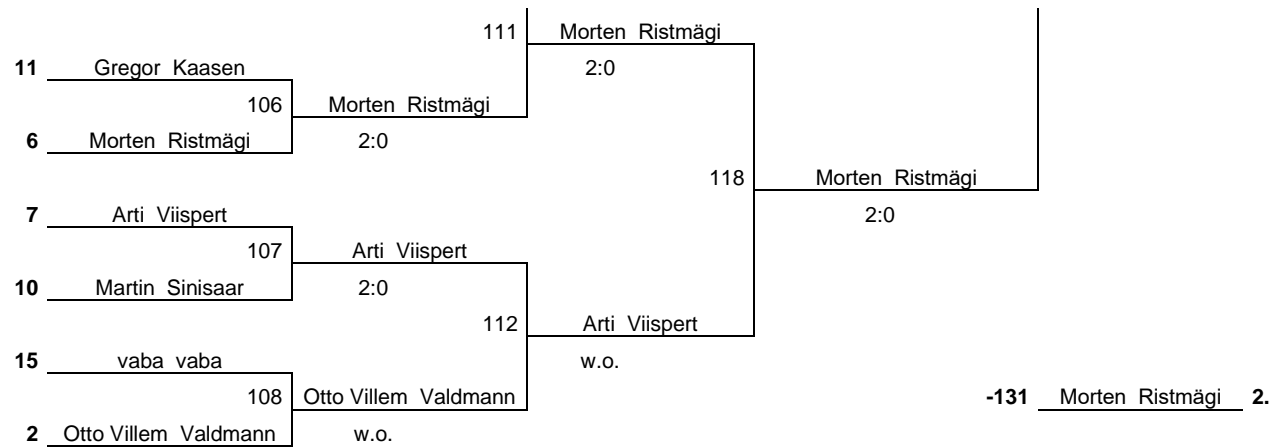 111 Morten Ristmägi
11 Gregor Kaasen 2:0
106 Morten Ristmägi
6 Morten Ristmägi 2:0
118 Morten Ristmägi
7 Arti Viispert 2:0
107 Arti Viispert
10 Martin Sinisaar 2:0
112 Arti Viispert
15 vaba vaba w.o.
108 Otto Villem Valdmann -131 Morten Ristmägi 2.
2 Otto Villem Valdmann w.o.